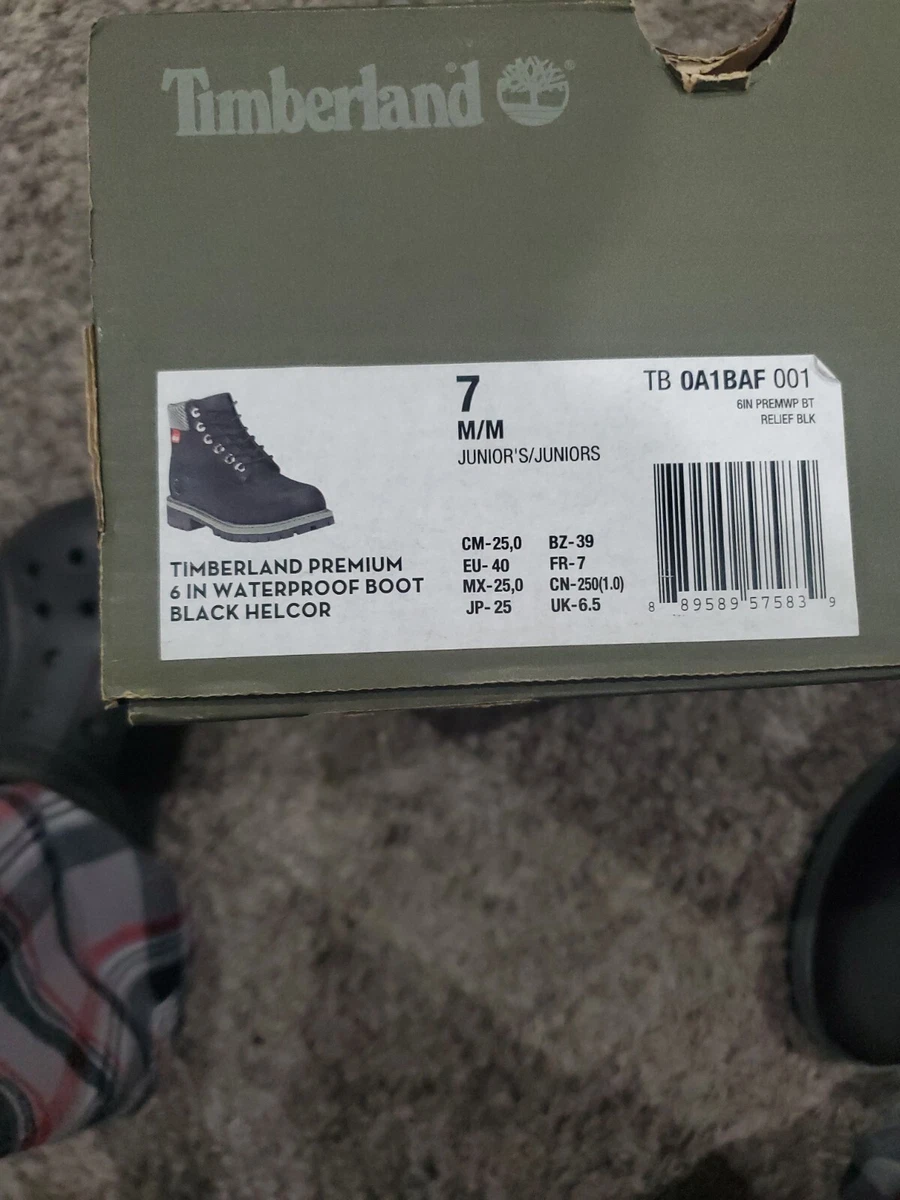 Timberland®
7
M/M
JUNIOR'S/JUNIORS
TB 0A1BAF 001
6IN PREMWP BT
RELIEF BLK
TIMBERLAND PREMIUM
6 IN WATERPROOF BOOT
BLACK HELCOR
CM-25,0 BZ-39
EU-40 FR-7
MX-25,0 CN-250(1.0)
JP-25 UK-6.5
8 89589 57583 9